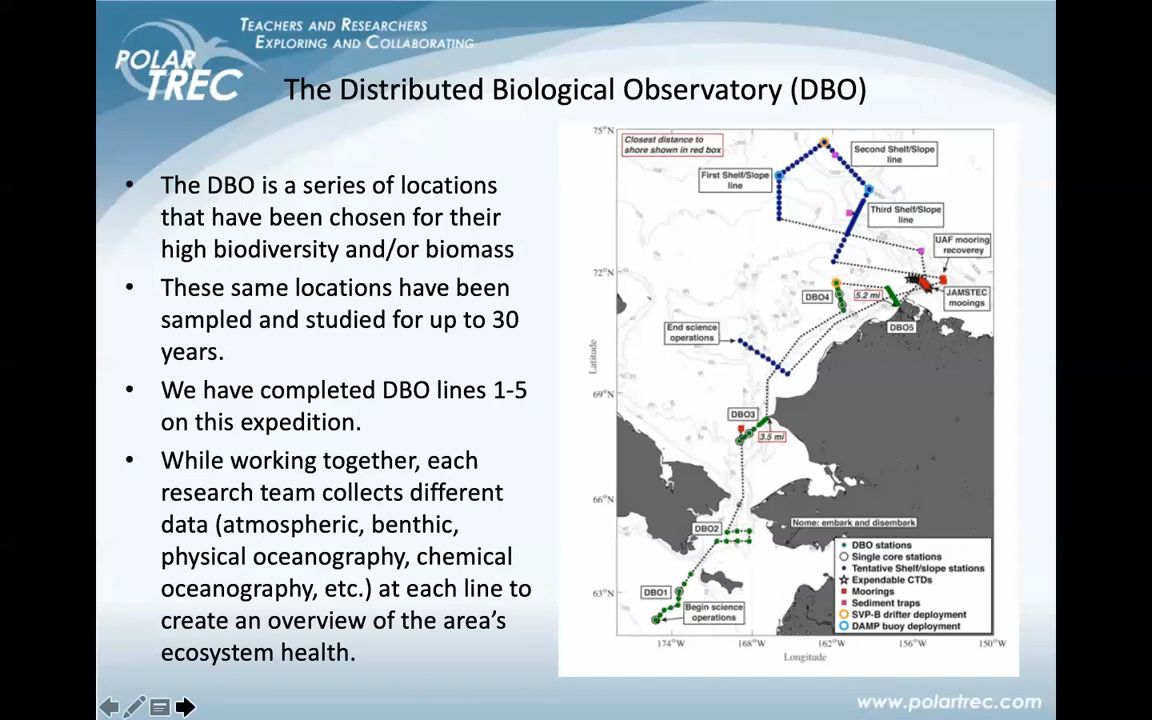 TEACHERS AND RESEARCHERS
EXPLORING AND COLLABORATING
POLAR
TREC
The Distributed Biological Observatory (DBO)
• The DBO is a series of locations
that have been chosen for their
high biodiversity and/or biomass
• These same locations have been
sampled and studied for up to 30
years.
• We have completed DBO lines 1-5
on this expedition.
• While working together, each
research team collects different
data (atmospheric, benthic,
physical oceanography, chemical
oceanography, etc.) at each line to
create an overview of the area's
ecosystem health.
75°N
Closest distance to
shore shown in red box
Second Shelf/Slope
line
First Shelf/Slope
line
Third Shelf/Slope
line
UAF mooring
recoverey
72°N
DBO4
5.2 mi
JAMSTEC
mooings
DBO5
End science
operations
Latitude
69°N
DBO3
3.5 mi
66°N
Nome: embark and disembark
DBO2
DBO stations
Single core stations
Tentative Shelf/slope stations
Expendable CTDs
Moorings
Sediment traps
SVP-B drifter deployment
DAMP buoy deployment
63°N
DBO1
Begin science
operations
174°W
168°W
162°W
156°W
150°W
Longitude
www.polartrec.com